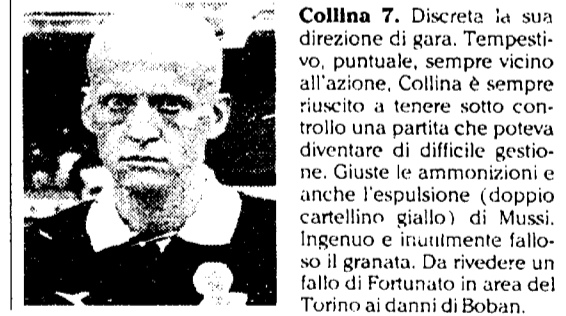 Collina 7. Discreta la sua
direzione di gara. Tempesti-
vo, puntuale, sempre vicino
all'azione, Collina è sempre
riuscito a tenere sotto con-
trollo una partita che poteva
diventare di difficile gestio-
ne. Giuste le ammonizioni e
anche l'espulsione (doppio
cartellino giallo) di Mussi.
Ingenuo e inutilmente fallo-
so il granata. Da rivedere un
fallo di Fortunato in area del
Torino ai danni di Boban.